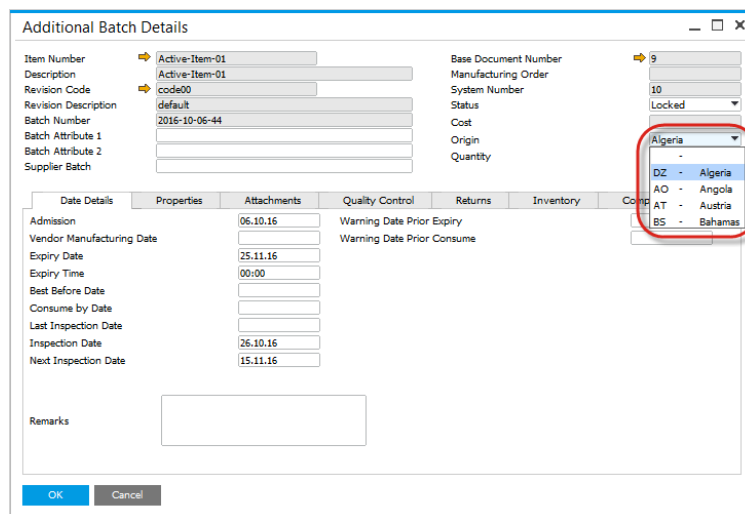 Additional Batch Details
Item Number Active-Item-01 Base Document Number 9
Description Active-Item-01 Manufacturing Order
Revision Code code00 System Number 10
Revision Description default Status Locked
Batch Number 2016-10-06-44 Cost
Batch Attribute 1 Origin Algeria
Batch Attribute 2 Quantity -
Supplier Batch DZ - Algeria
AO - Angola
AT - Austria
BS - Bahamas
Date Details Properties Attachments Quality Control Returns Inventory
Admission 06.10.16 Warning Date Prior Expiry
Vendor Manufacturing Date Warning Date Prior Consume
Expiry Date 25.11.16
Expiry Time 00:00
Best Before Date
Consume by Date
Last Inspection Date
Inspection Date 26.10.16
Next Inspection Date 15.11.16
Remarks
OK Cancel